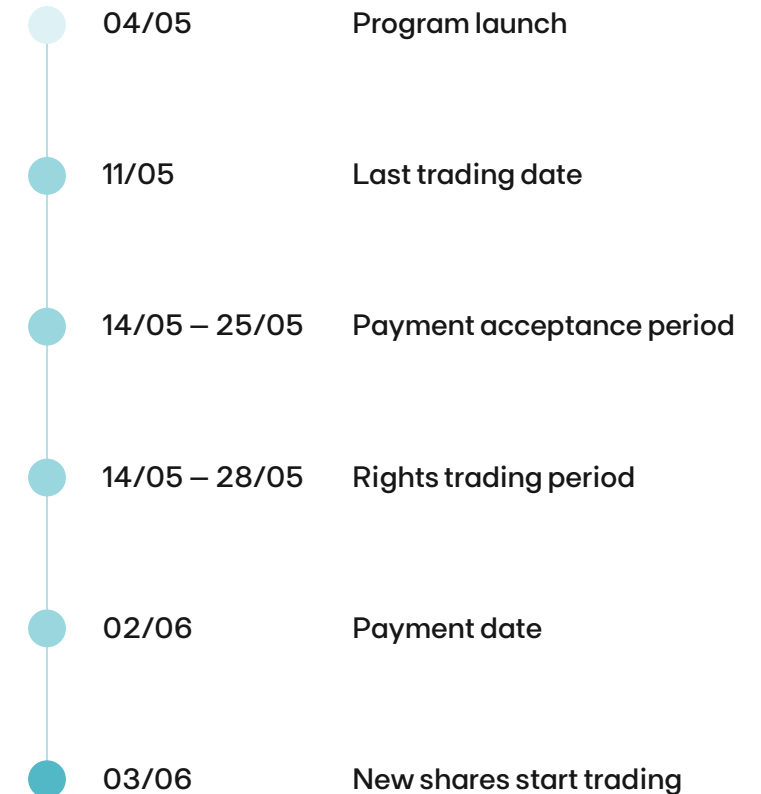 04/05 Program launch
11/05 Last trading date
14/05 – 25/05 Payment acceptance period
14/05 – 28/05 Rights trading period
02/06 Payment date
03/06 New shares start trading